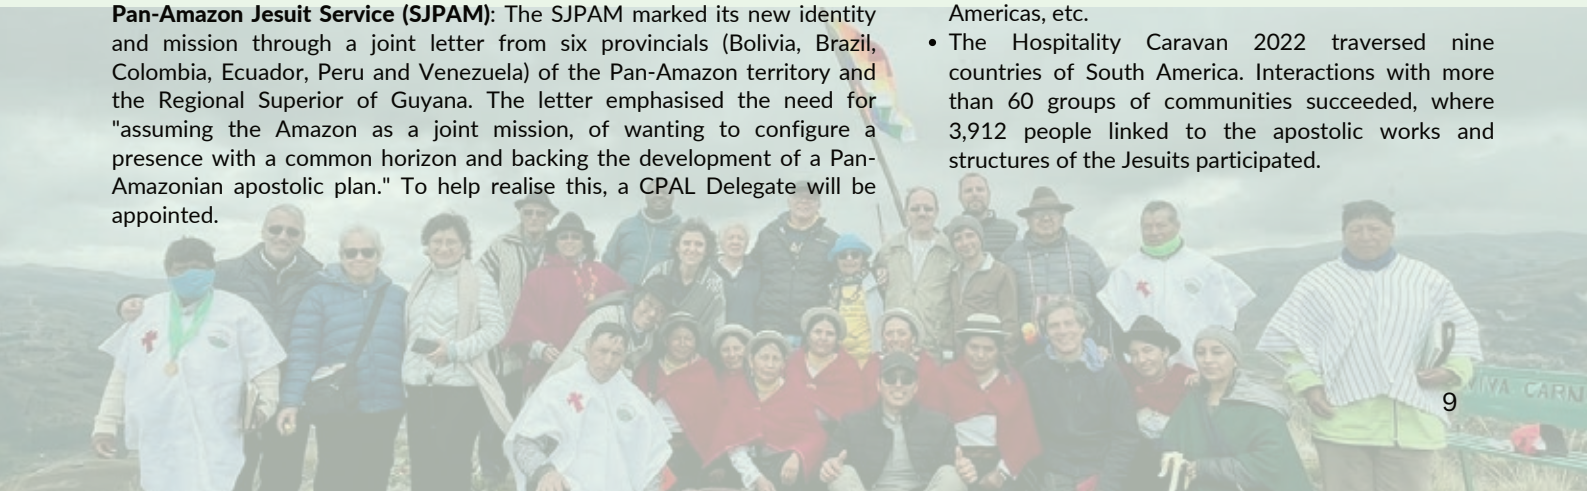 Pan-Amazon Jesuit Service (SJPAM): The SJPAM marked its new identity
and mission through a joint letter from six provincials (Bolivia, Brazil,
Colombia, Ecuador, Peru and Venezuela) of the Pan-Amazon territory and
the Regional Superior of Guyana. The letter emphasised the need for
"assuming the Amazon as a joint mission, of wanting to configure a
presence with a common horizon and backing the development of a Pan-
Amazonian apostolic plan." To help realise this, a CPAL Delegate will be
appointed.
Americas, etc.
• The Hospitality Caravan 2022 traversed nine
countries of South America. Interactions with more
than 60 groups of communities succeeded, where
3,912 people linked to the apostolic works and
structures of the Jesuits participated.
VIVA CARN
9